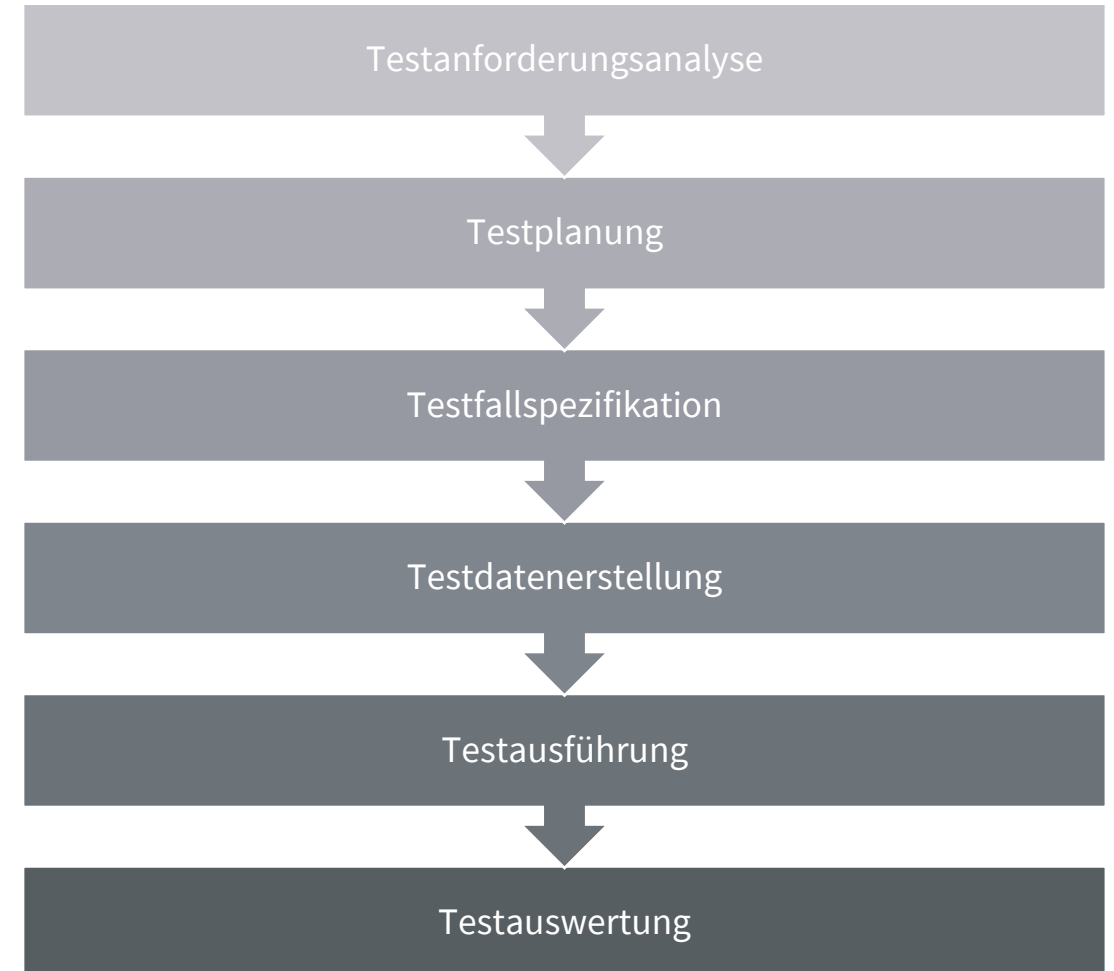 Testanforderungsanalyse
Testplanung
Testfallspezifikation
Testdatenerstellung
Testausführung
Testauswertung